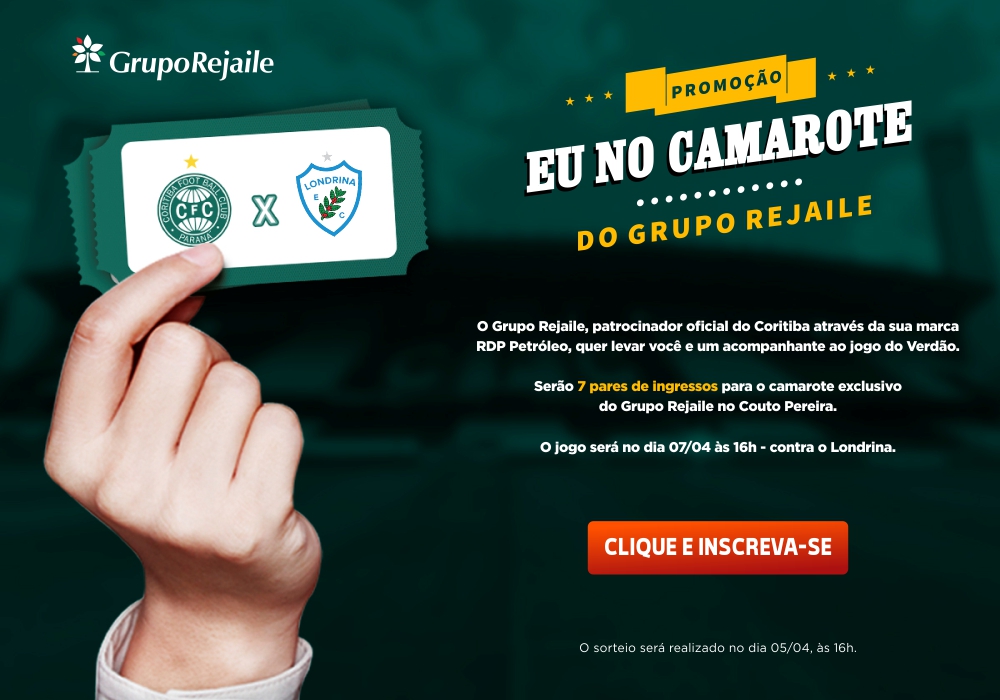 GrupoRejaile
CORITIBA FOOT BALL CLUB
CFC
PARANÁ
X
LONDRINA
E C
PROMOÇÃO
EU NO CAMAROTE
DO GRUPO REJAILE
O Grupo Rejaile, patrocinador oficial do Coritiba através da sua marca
RDP Petróleo, quer levar você e um acompanhante ao jogo do Verdão.
Serão 7 pares de ingressos para o camarote exclusivo
do Grupo Rejaile no Couto Pereira.
O jogo será no dia 07/04 às 16h - contra o Londrina.
CLIQUE E INSCREVA-SE
O sorteio será realizado no dia 05/04, às 16h.